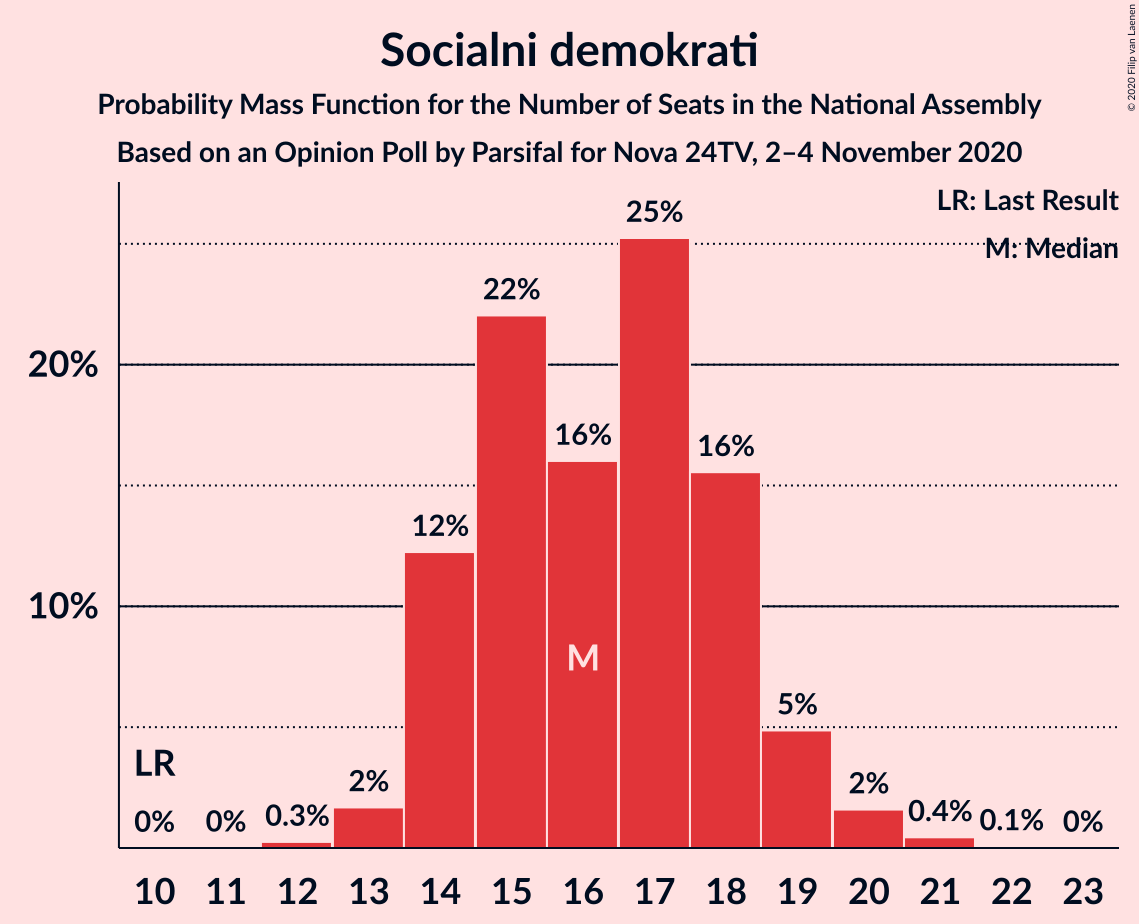 Socialni demokrati
Probability Mass Function for the Number of Seats in the National Assembly
Based on an Opinion Poll by Parsifal for Nova 24TV, 2–4 November 2020
© 2020 Filip van Laenen
LR: Last Result
M: Median
20%
10%
LR
0%
0%
0.3%
2%
12%
22%
16%
25%
16%
5%
2%
0.4%
0.1%
0%
M
10 11 12 13 14 15 16 17 18 19 20 21 22 23